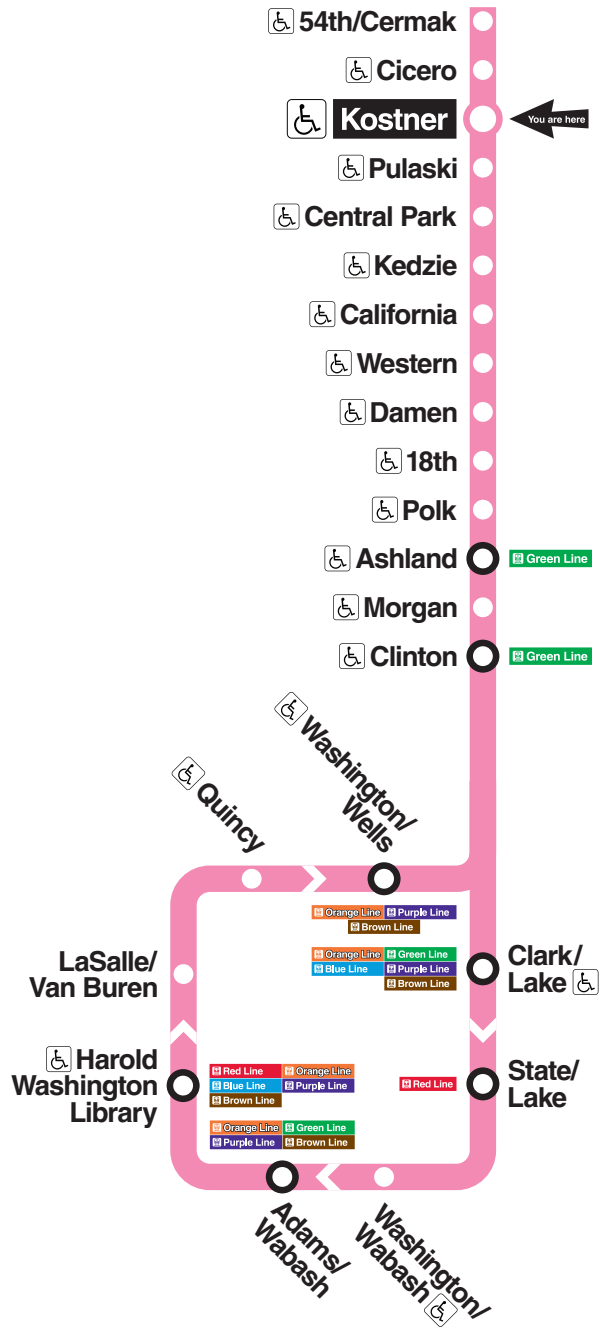 54th/Cermak
Cicero
Kostner
You are here
Pulaski
Central Park
Kedzie
California
Western
Damen
18th
Polk
Ashland
Green Line
Morgan
Clinton
Green Line
Washington/
Wells
Quincy
Orange Line Purple Line
Brown Line
Orange Line Green Line
Blue Line Purple Line
Brown Line
Clark/
Lake
LaSalle/
Van Buren
Harold
Washington
Library
Red Line Orange Line
Blue Line Purple Line
Brown Line
Red Line
State/
Lake
Orange Line Green Line
Purple Line Brown Line
Adams/
Wabash
Washington/
Wabash